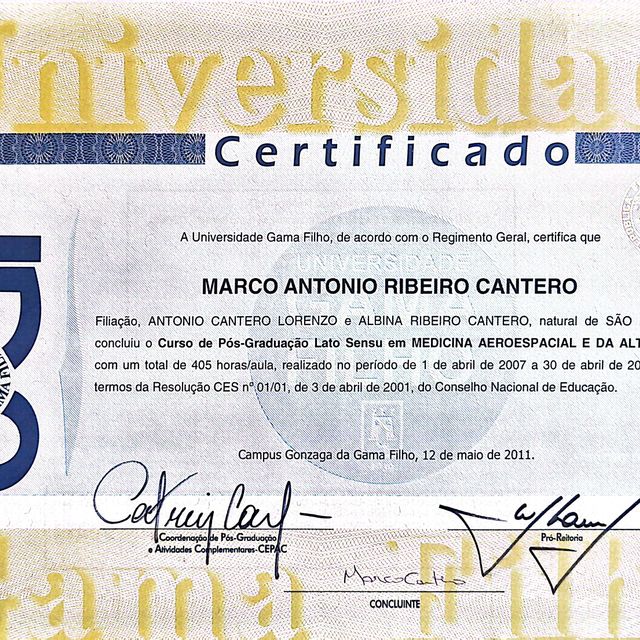 Universida
Certificado
A Universidade Gama Filho, de acordo com o Regimento Geral, certifica que
UNIVERSIDADE
MARCO ANTONIO RIBEIRO CANTERO
GAMA
Filiação, ANTONIO CANTERO LORENZO e ALBINA RIBEIRO CANTERO, natural de SÃO
concluiu o Curso de Pós-Graduação Lato Sensu em MEDICINA AEROESPACIAL E DA ALT
com um total de 405 horas/aula, realizado no período de 1 de abril de 2007 a 30 de abril de 20
termos da Resolução CES nº 01/01, de 3 de abril de 2001, do Conselho Nacional de Educação.
Campus Gonzaga da Gama Filho, 12 de maio de 2011.
Coordenação de Pós-Graduação
e Atividades Complementares-CEPAC
Pró-Reitoria
Marco Cantero
CONCLUINTE
Gama Filh